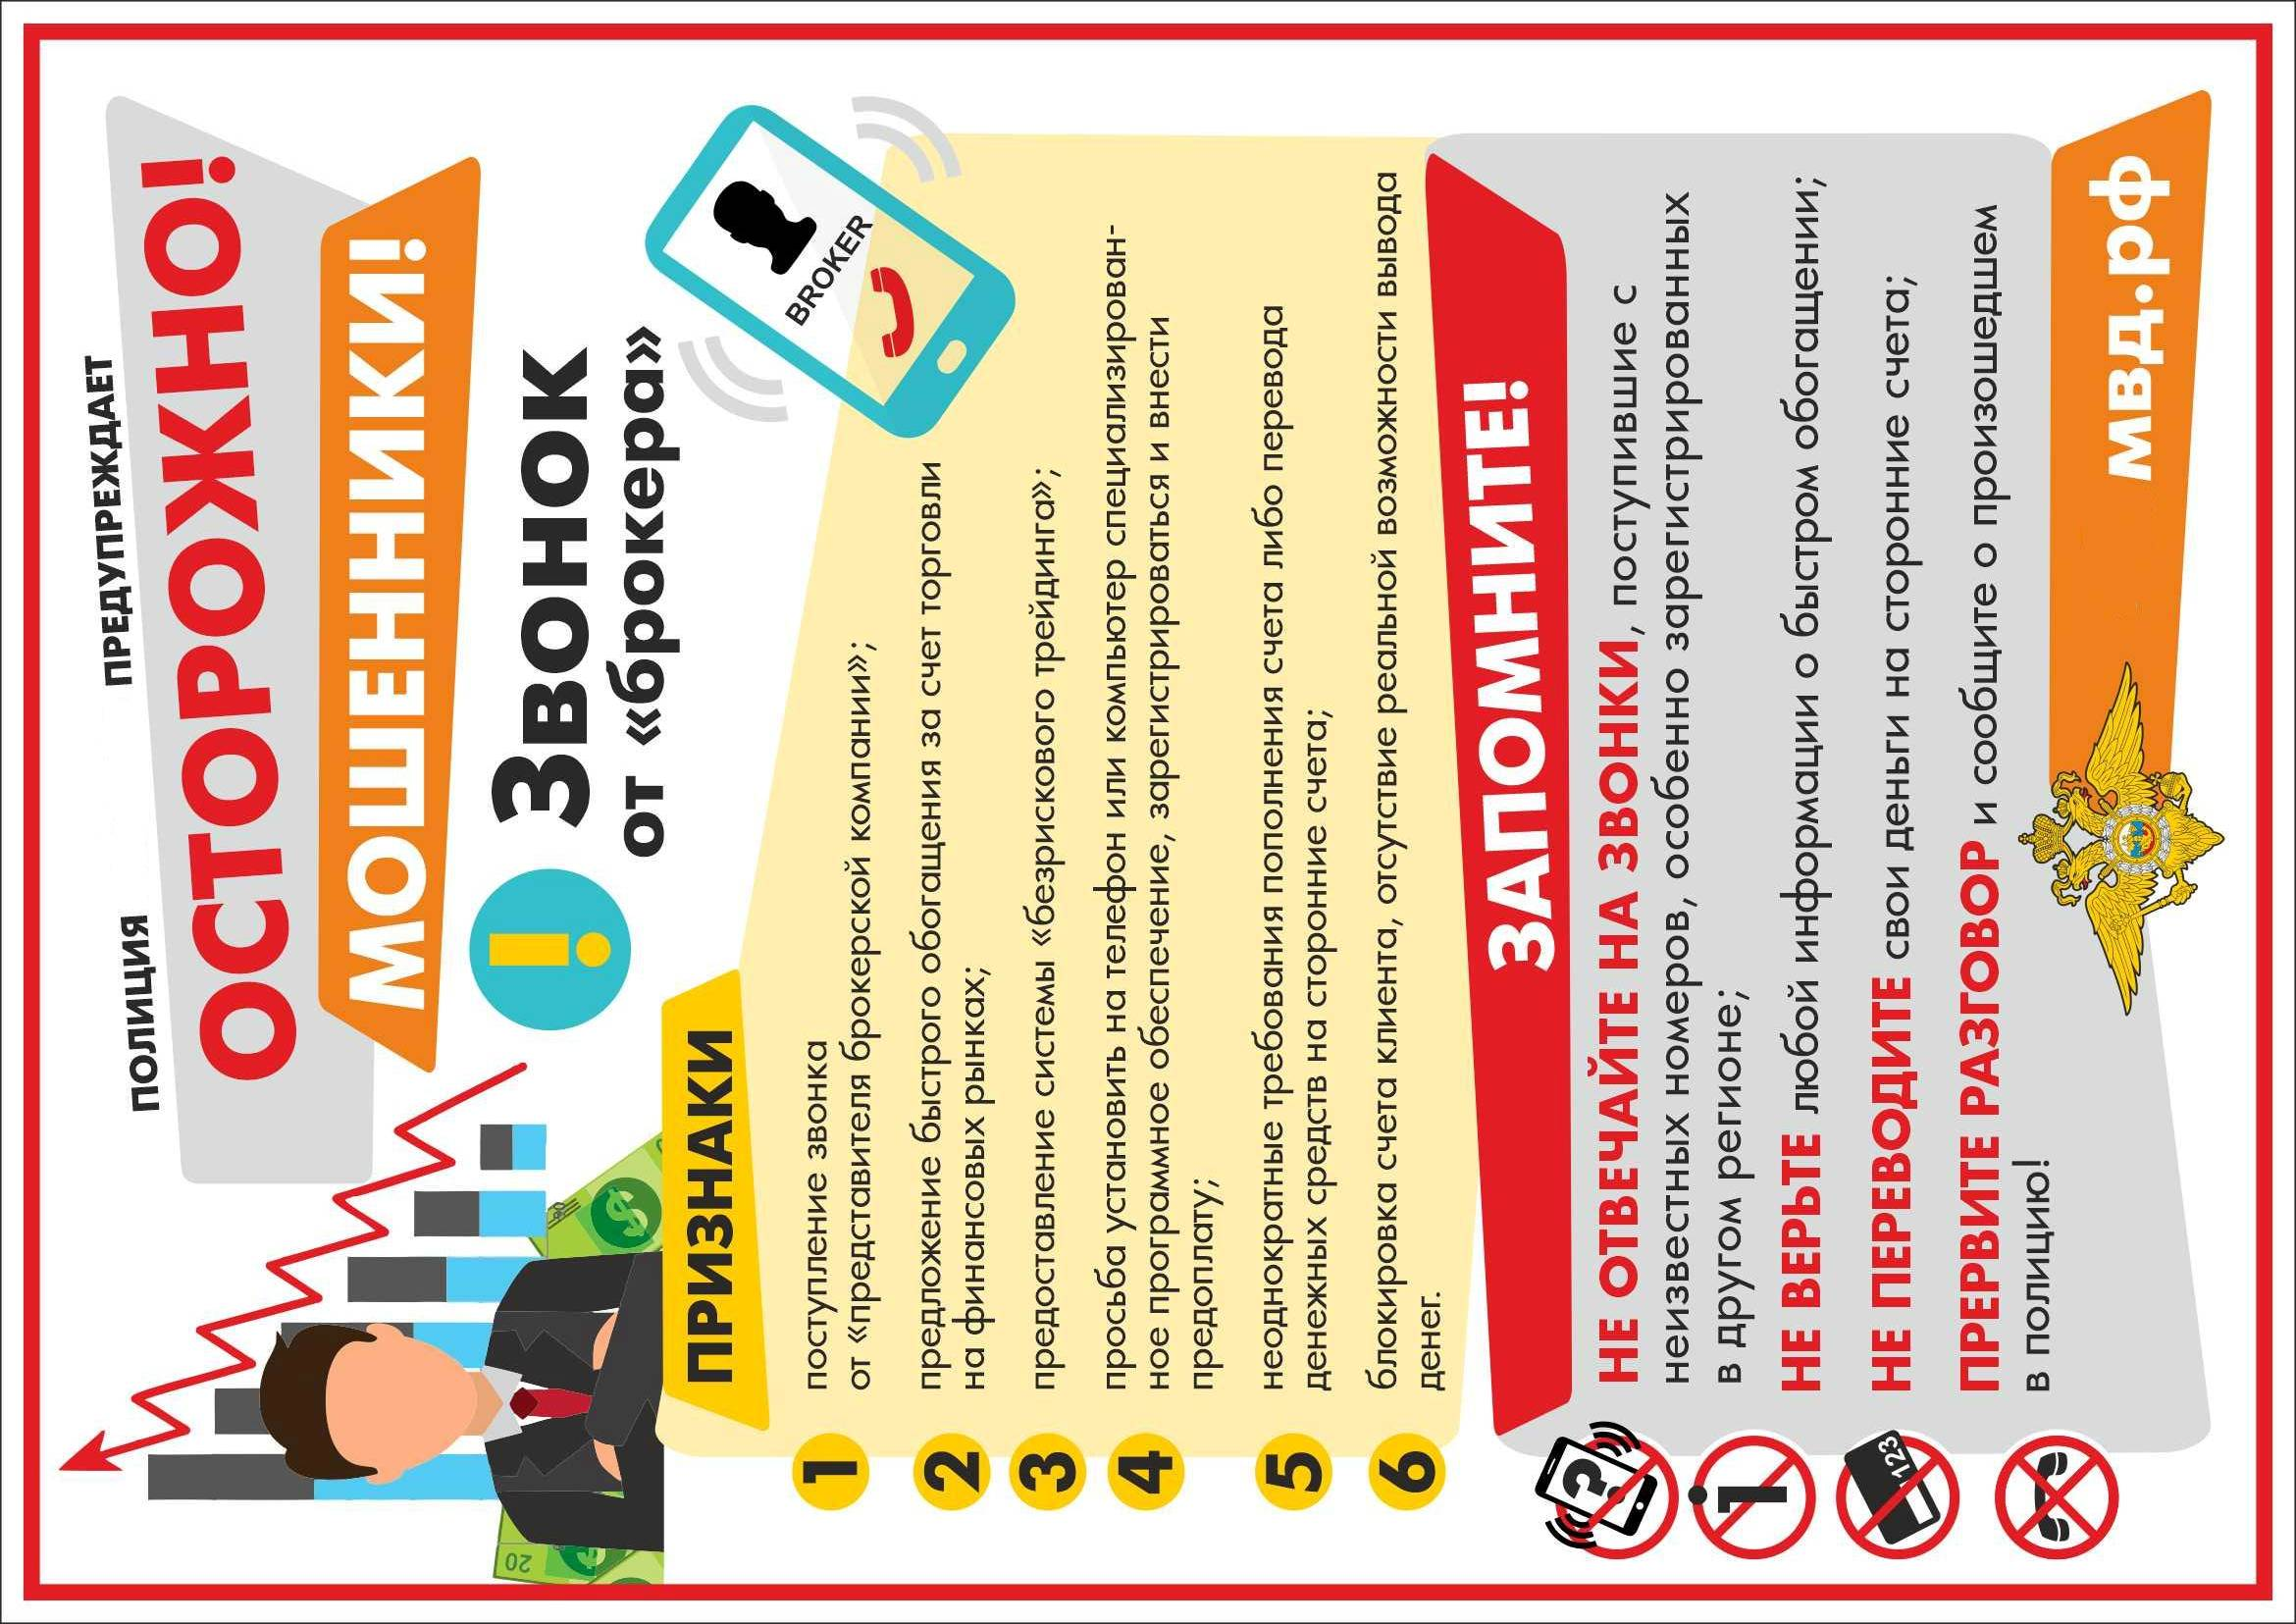 ПОЛИЦИЯ ПРЕДУПРЕЖДАЕТ
ОСТОРОЖНО!
МОШЕННИКИ!
Звонок
от «брокера»
BROKER
20
ПРИЗНАКИ
1
поступление звонка
от «представителя брокерской компании»;
2
предложение быстрого обогащения за счет торговли
на финансовых рынках;
3
предоставление системы «безрискового трейдинга»;
4
просьба установить на телефон или компьютер специализирован-
ное программное обеспечение, зарегистрироваться и внести
предоплату;
5
неоднократные требования пополнения счета либо перевода
денежных средств на сторонние счета;
6
блокировка счета клиента, отсутствие реальной возможности вывода
денег.
ЗАПОМНИТЕ!
?
НЕ ОТВЕЧАЙТЕ НА ЗВОНКИ, поступившие с
неизвестных номеров, особенно зарегистрированных
в другом регионе;
i
НЕ ВЕРЬТЕ любой информации о быстром обогащении;
123
НЕ ПЕРЕВОДИТЕ свои деньги на сторонние счета;
ПРЕРВИТЕ РАЗГОВОР и сообщите о произошедшем
в полицию!
мвд.рф